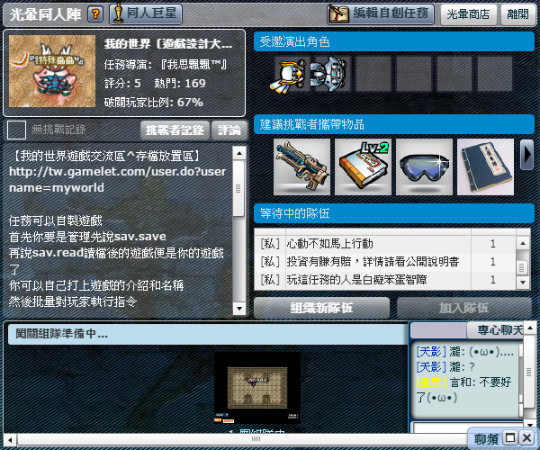 光暈同人陣 ? 同人巨星 編輯自創任務 光暈商店 離開
特殊蟲蟲
我的世界〔遊戲設計大...
任務導演：『我思飄飄™』
評分：5 熱門：169
破關玩家比例：67%
無挑戰記錄 挑戰者記錄 評論
【我的世界遊戲交流區^存檔放置區】
http://tw.gamelet.com/user.do?user
name=myworld
任務可以自製遊戲
首先你要是管理先說sav.save
再說sav.read讀檔後的遊戲便是你的遊戲
了
你可以自己打上遊戲的介紹和名稱
然後批量對玩家執行指令
受邀演出角色
建議挑戰者攜帶物品
Lv:2
等待中的隊伍
[私] 心動不如馬上行動 1
[私] 投資有賺有賠，詳情請看公開說明書 1
[私] 玩這任務的人是白癡笨蛋智障 1
組織新隊伍 加入隊伍
闖關組隊準備中...
專心聊天
[天影] 瀧: (•ω•)....
[天影] 瀧: ?
言和: 不要好
了(•ω•)
聊頻